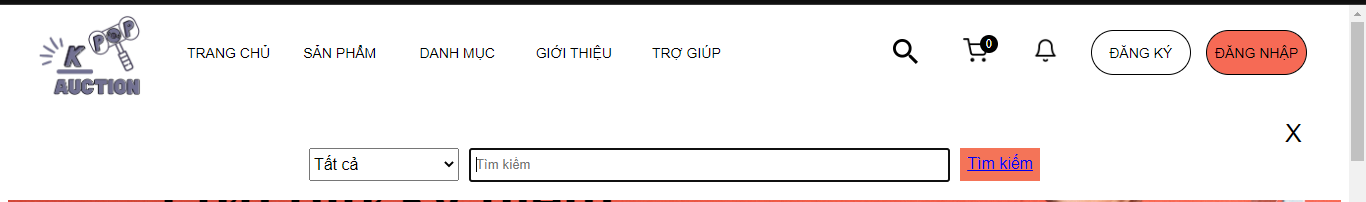 KPOP
AUCTION
TRANG CHỦ SẢN PHẨM DANH MỤC GIỚI THIỆU TRỢ GIÚP 0 ĐĂNG KÝ ĐĂNG NHẬP
X
Tất cả Tìm kiếm Tìm kiếm